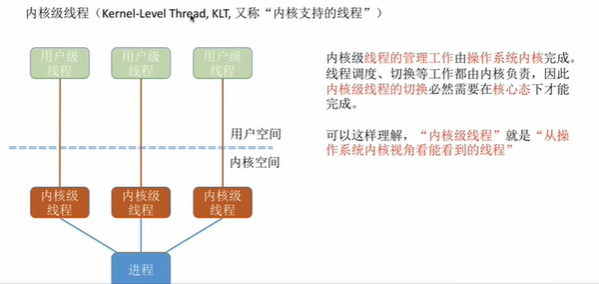 内核级线程（Kernel-Level Thread, KLT, 又称“内核支持的线程”）
用户级
线程
用户级
线程
用户级
线程
内核级线程的管理工作由操作系统内核完成。
线程调度、切换等工作都由内核负责，因此
内核级线程的切换必然需要在核心态下才能
完成。
可以这样理解，“内核级线程”就是“从操
作系统内核视角看能看到的线程”
用户空间
内核空间
内核级
线程
内核级
线程
内核级
线程
进程